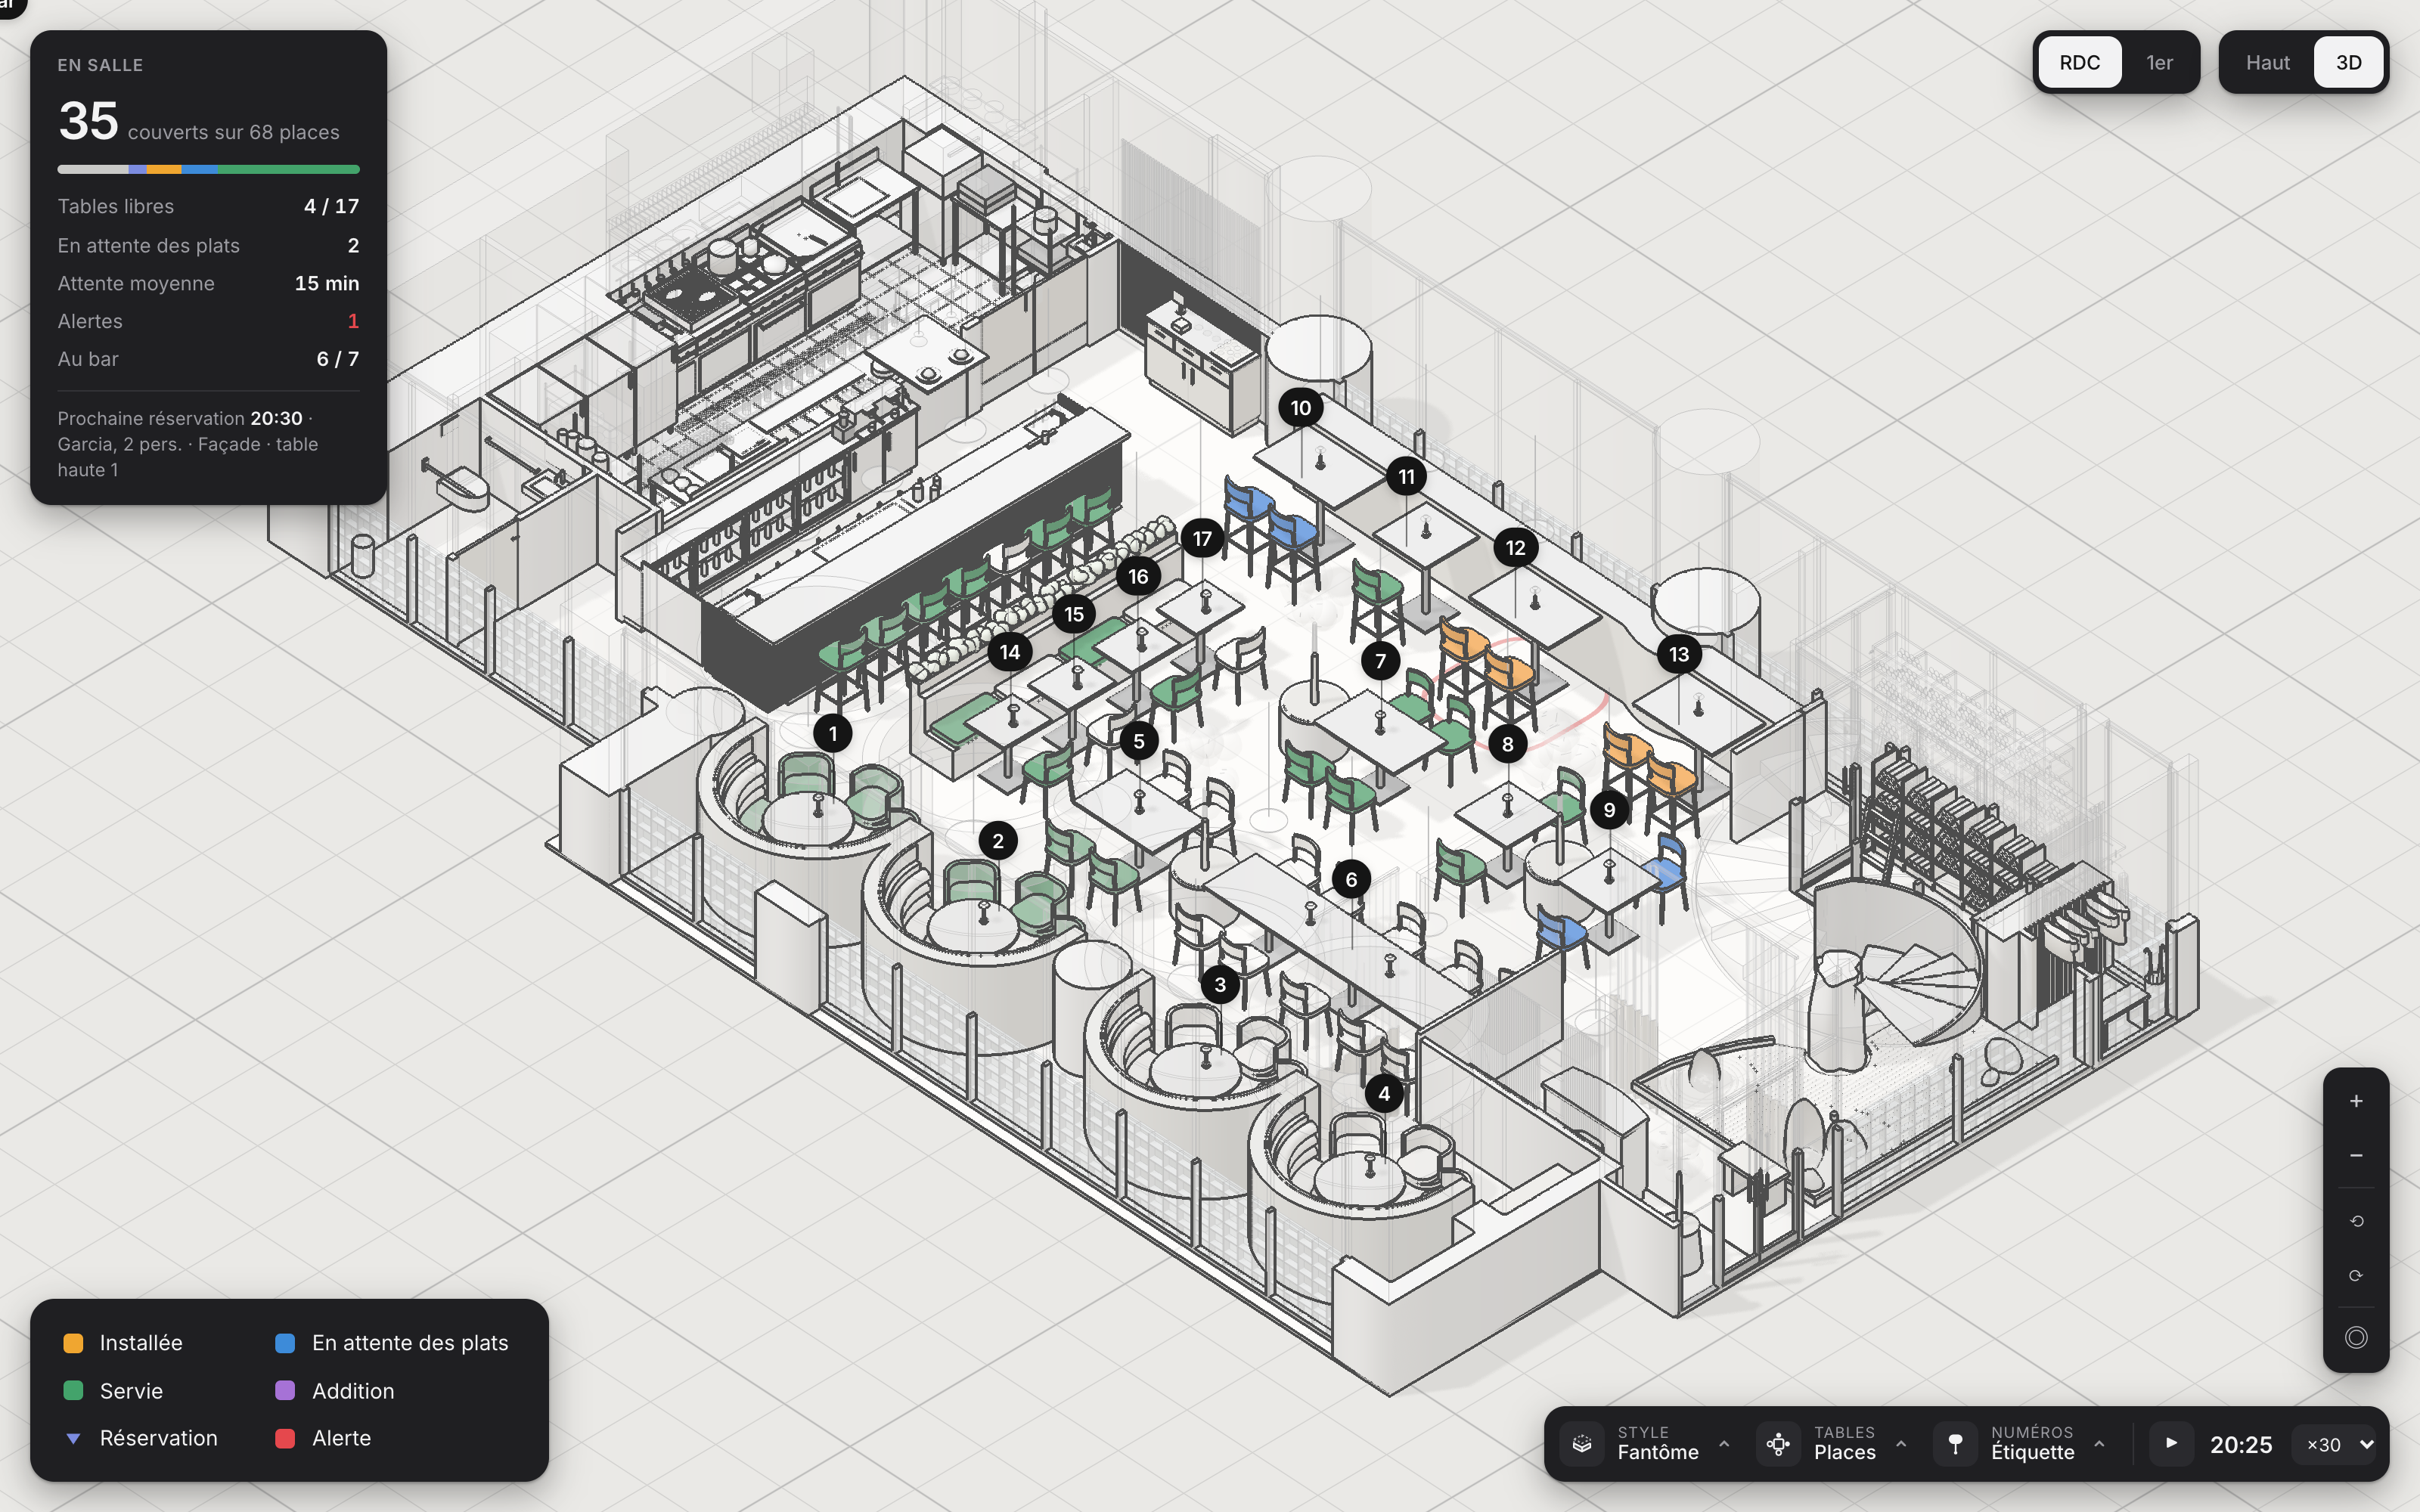 EN SALLE
35 couverts sur 68 places
Tables libres 4 / 17
En attente des plats 2
Attente moyenne 15 min
Alertes 1
Au bar 6 / 7
Prochaine réservation 20:30 ·
Garcia, 2 pers. · Façade · table
haute 1
RDC 1er
Haut 3D
10
11
12
17
16
15
14
13
7
1
5
8
9
2
6
3
4
Installée
En attente des plats
Servie
Addition
Réservation
Alerte
STYLE
Fantôme
TABLES
Places
NUMÉROS
Étiquette
20:25
×30